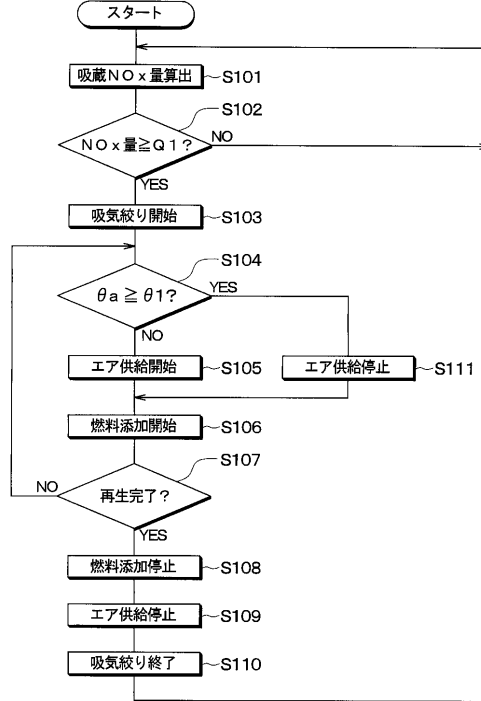 スタート
吸蔵NOx量算出
S101
S102
NOx量≧Q1?
NO
YES
吸気絞り開始
S103
S104
θa≧θ1?
YES
NO
エア供給開始
S105
エア供給停止
S111
燃料添加開始
S106
S107
再生完了?
NO
YES
燃料添加停止
S108
エア供給停止
S109
吸気絞り終了
S110